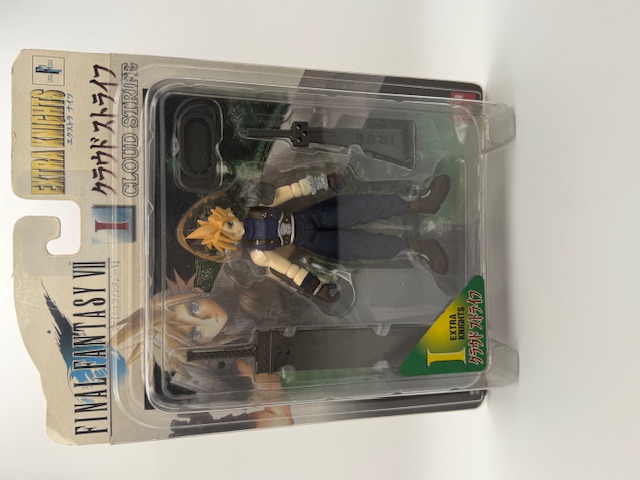 FINAL FANTASY VII
EXTRA KNIGHTS
エクストラ ナイツ
I
クラウド ストライフ
CLOUD STRIFE
I
EXTRA
KNIGHTS
クラウド ストライフ